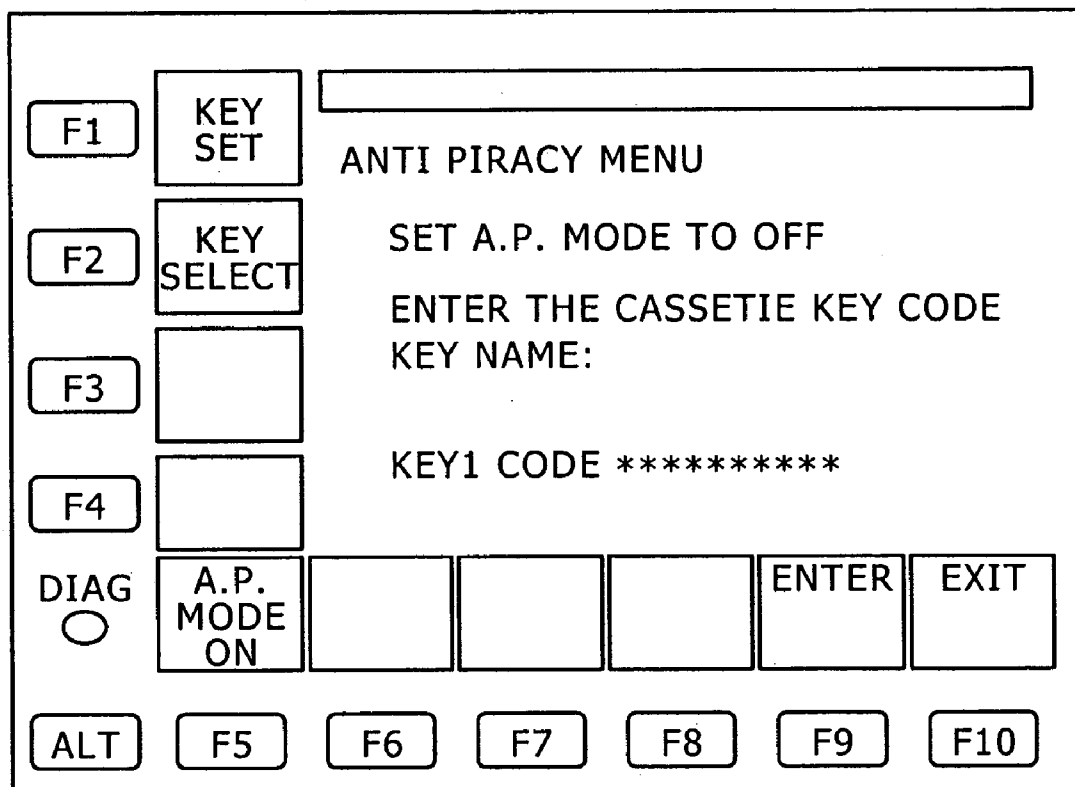 F1
KEY
SET
ANTI PIRACY MENU
F2
KEY
SELECT
SET A.P. MODE TO OFF
ENTER THE CASSETIE KEY CODE
KEY NAME:
F3
KEY1 CODE **********
F4
DIAG
A.P.
MODE
ON
ENTER
EXIT
ALT
F5
F6
F7
F8
F9
F10